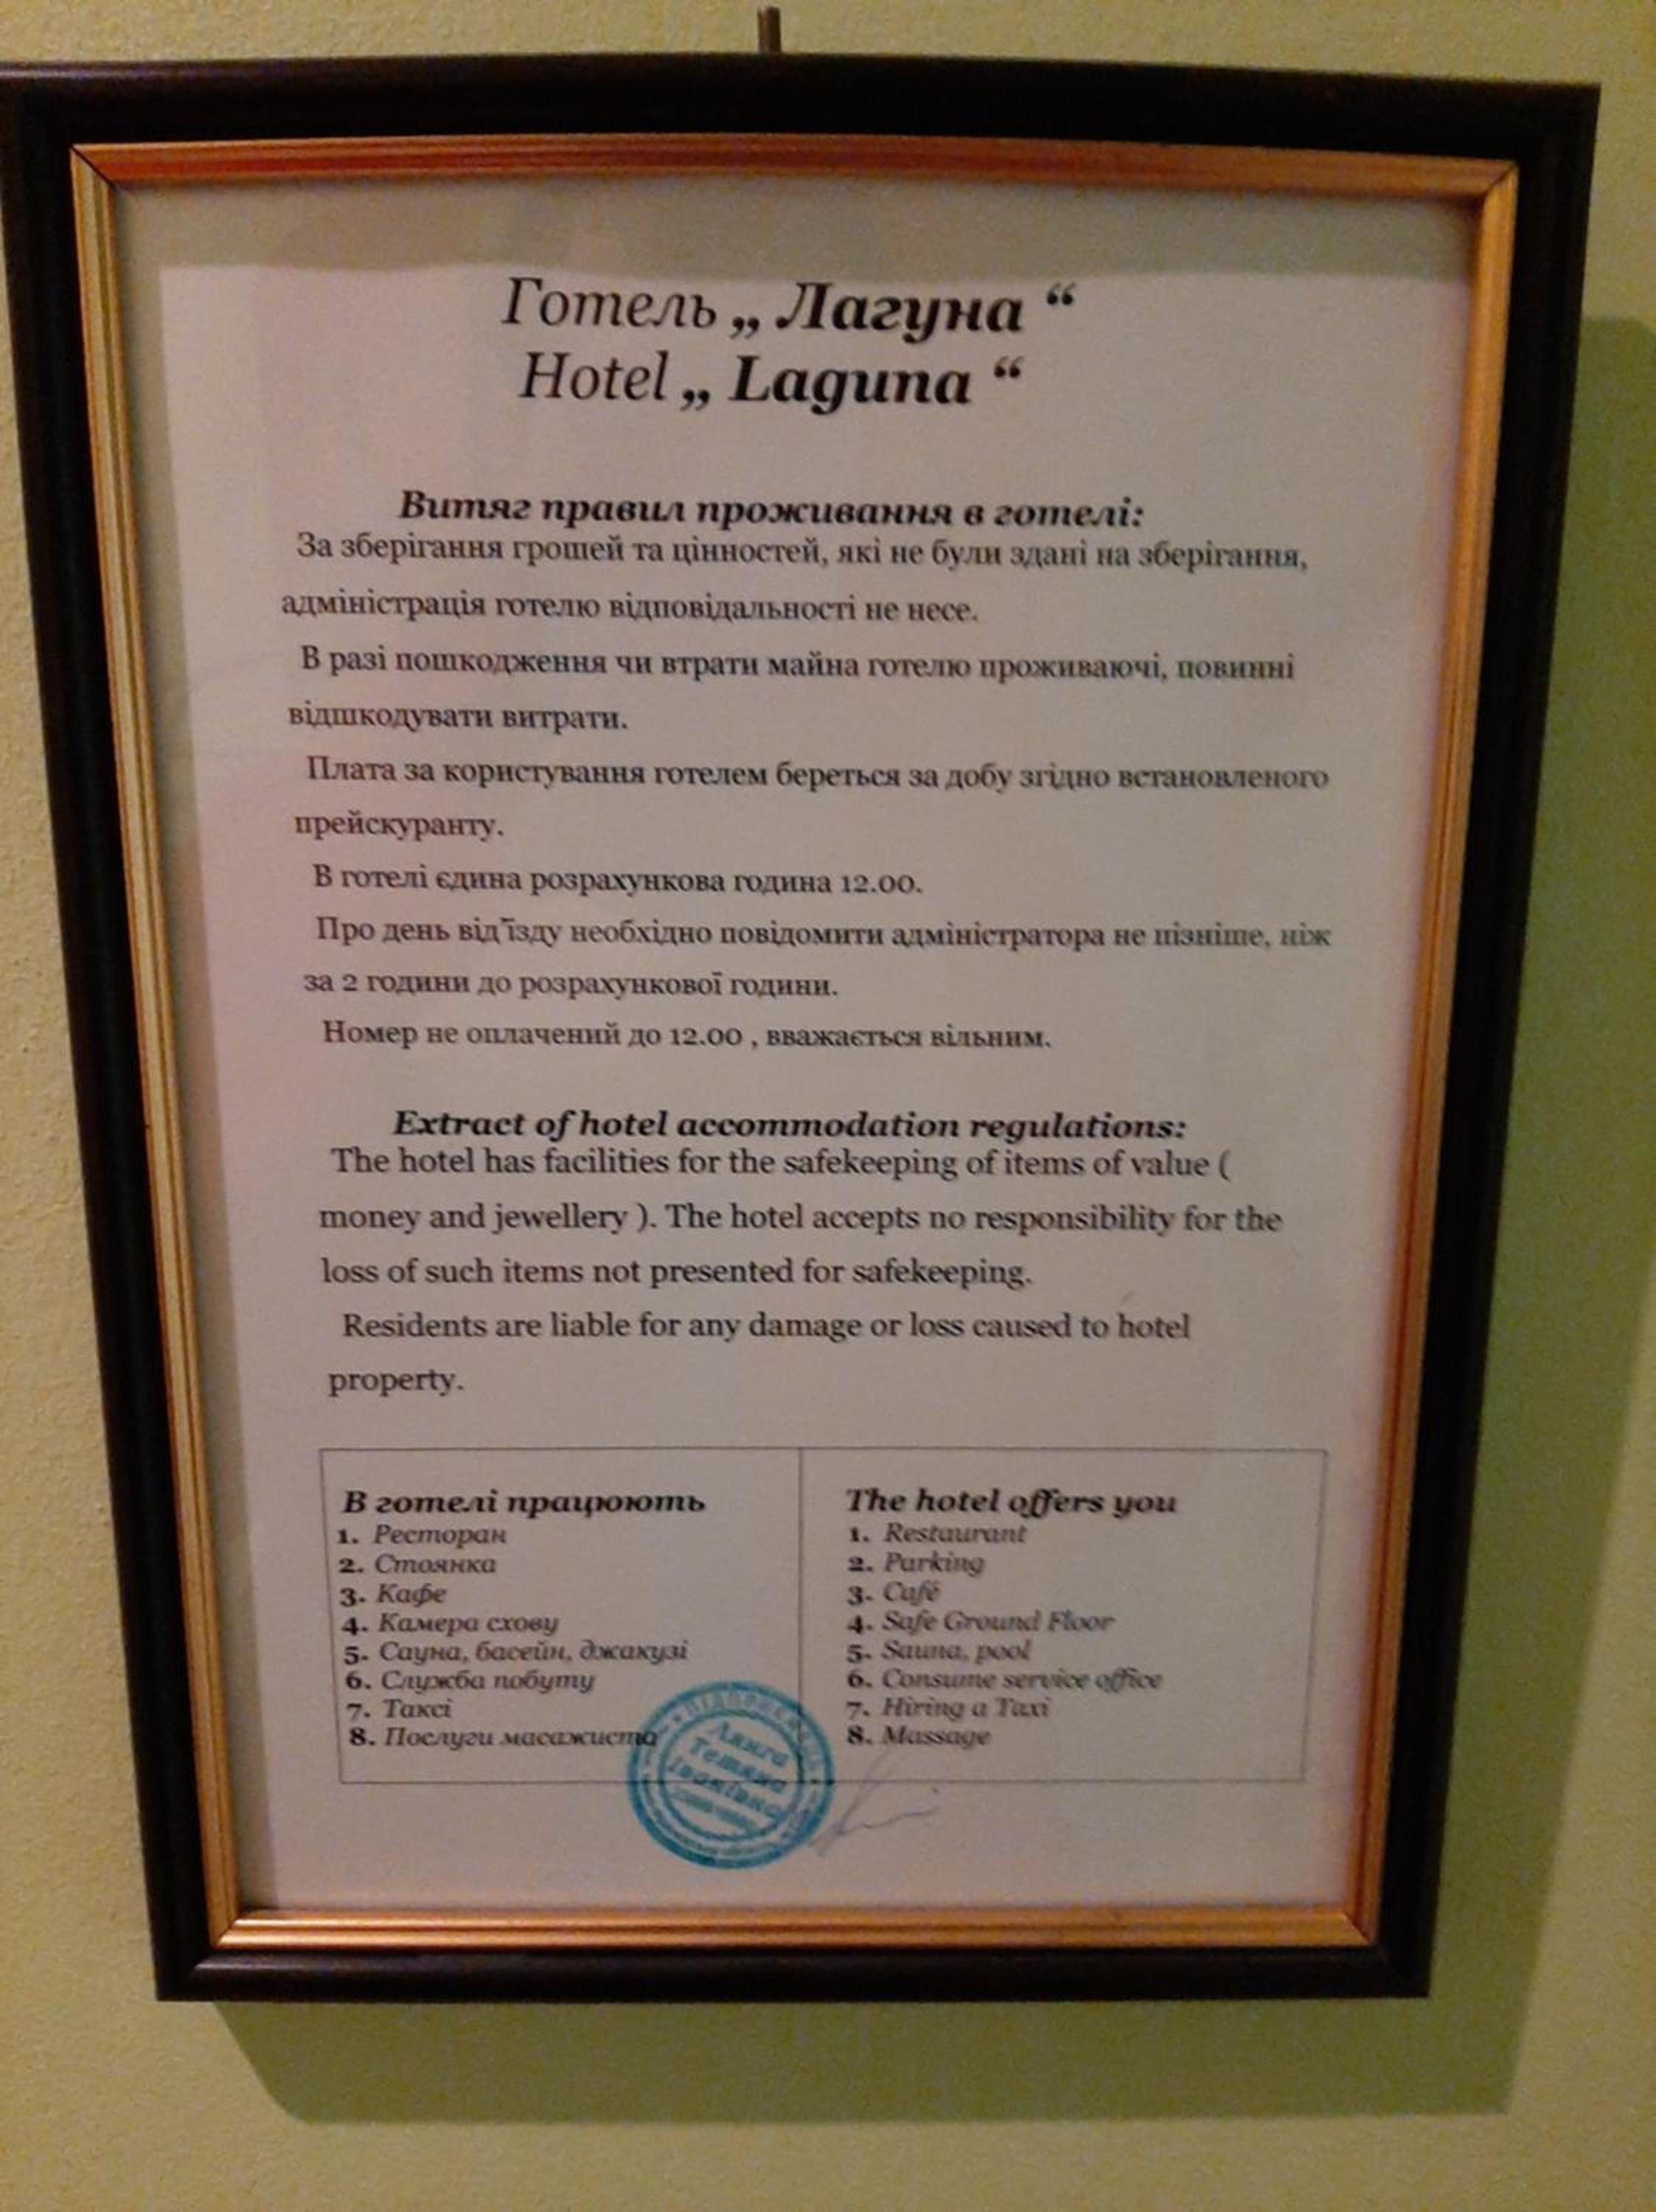 Готель „ Лагуна “
Hotel „ Laguna “
Витяг правил проживання в готелі:
За зберігання грошей та цінностей, які не були здані на зберігання,
адміністрація готелю відповідальності не несе.
В разі пошкодження чи втрати майна готелю проживаючі, повинні
відшкодувати витрати.
Плата за користування готелем береться за добу згідно встановленого
прейскуранту.
В готелі єдина розрахункова година 12.00.
Про день від'їзду необхідно повідомити адміністратора не пізніше, ніж
за 2 години до розрахункової години.
Номер не оплачений до 12.00 , вважається вільним.
Extract of hotel accommodation regulations:
The hotel has facilities for the safekeeping of items of value (
money and jewellery ). The hotel accepts no responsibility for the
loss of such items not presented for safekeeping.
Residents are liable for any damage or loss caused to hotel
property.
В готелі працюють
1. Ресторан
2. Стоянка
3. Кафе
4. Камера схову
5. Сауна, басейн, джакузі
6. Служба побуту
7. Таксі
8. Послуги масажиста
The hotel offers you
1. Restaurant
2. Parking
3. Café
4. Safe Ground Floor
5. Sauna, pool
6. Consume service office
7. Hiring a Taxi
8. Massage
Тетяна
Іванівна